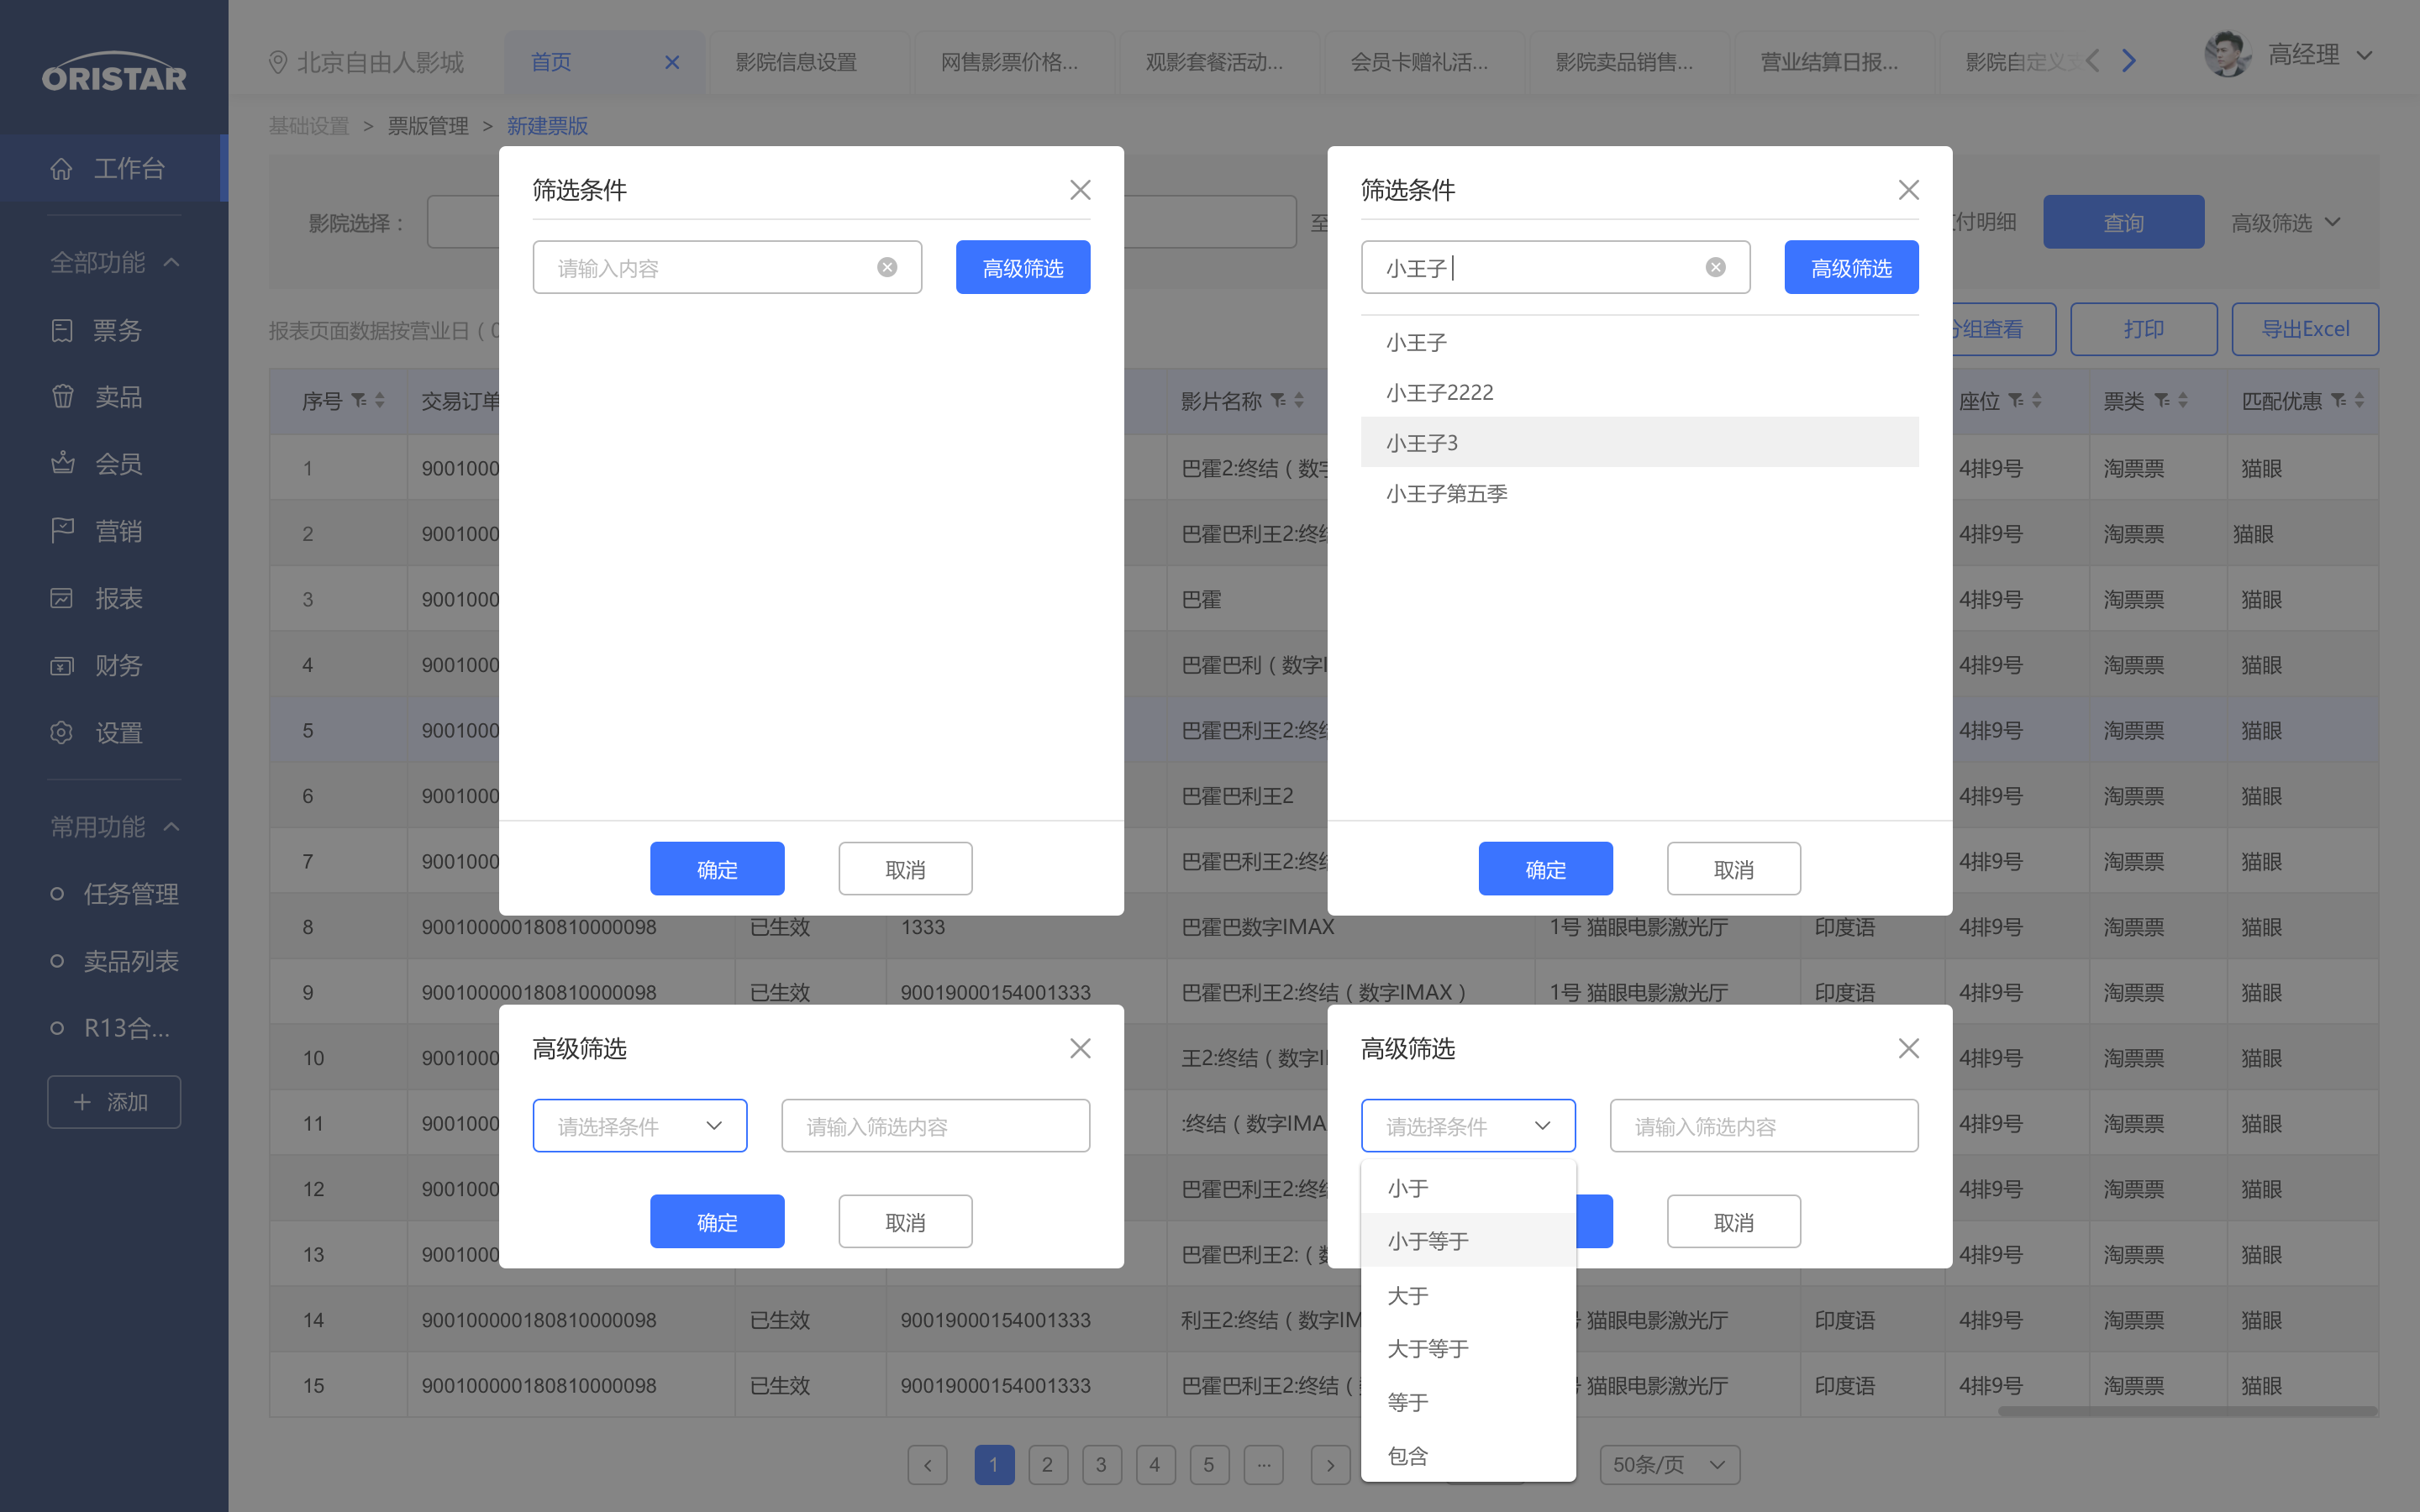 ORISTAR
工作台
全部功能
票务
卖品
会员
营销
报表
财务
设置
常用功能
任务管理
卖品列表
R13合...
添加
北京自由人影城
首页
影院信息设置
网售影票价格...
观影套餐活动...
会员卡赠礼活...
影院卖品销售...
营业结算日报...
影院自定义
高经理
基础设置 > 票版管理 > 新建票版
影院选择：
至
付明细
查询
高级筛选
报表页面数据按营业日（
组查看
打印
导出Excel
序号 交易订单 影片名称 座位 票类 匹配优惠
1 9001000 巴霍2:终结（数字 4排9号 淘票票 猫眼
2 9001000 巴霍巴利王2:终结 4排9号 淘票票 猫眼
3 9001000 巴霍 4排9号 淘票票 猫眼
4 9001000 巴霍巴利（数字I 4排9号 淘票票 猫眼
5 9001000 巴霍巴利王2:终结 4排9号 淘票票 猫眼
6 9001000 巴霍巴利王2 4排9号 淘票票 猫眼
7 9001000 巴霍巴利王2:终结 4排9号 淘票票 猫眼
8 900100000180810000098 已生效 1333 巴霍巴数字IMAX 1号 猫眼电影激光厅 印度语 4排9号 淘票票 猫眼
9 900100000180810000098 已生效 90019000154001333 巴霍巴利王2:终结（数字IMAX） 1号 猫眼电影激光厅 印度语 4排9号 淘票票 猫眼
10 9001000 王2:终结（数字I 4排9号 淘票票 猫眼
11 9001000 :终结（数字IMA 4排9号 淘票票 猫眼
12 9001000 巴霍巴利王2:终结 4排9号 淘票票 猫眼
13 9001000 巴霍巴利王2:（数 4排9号 淘票票 猫眼
14 900100000180810000098 已生效 90019000154001333 利王2:终结（数字IM 猫眼电影激光厅 印度语 4排9号 淘票票 猫眼
15 900100000180810000098 已生效 90019000154001333 巴霍巴利王2:终结（ 猫眼电影激光厅 印度语 4排9号 淘票票 猫眼
1 2 3 4 5 ...
50条/页
筛选条件
请输入内容
高级筛选
确定
取消
筛选条件
小王子
高级筛选
小王子
小王子2222
小王子3
小王子第五季
确定
取消
高级筛选
请选择条件
请输入筛选内容
确定
取消
高级筛选
请选择条件
请输入筛选内容
小于
小于等于
大于
大于等于
等于
包含
取消